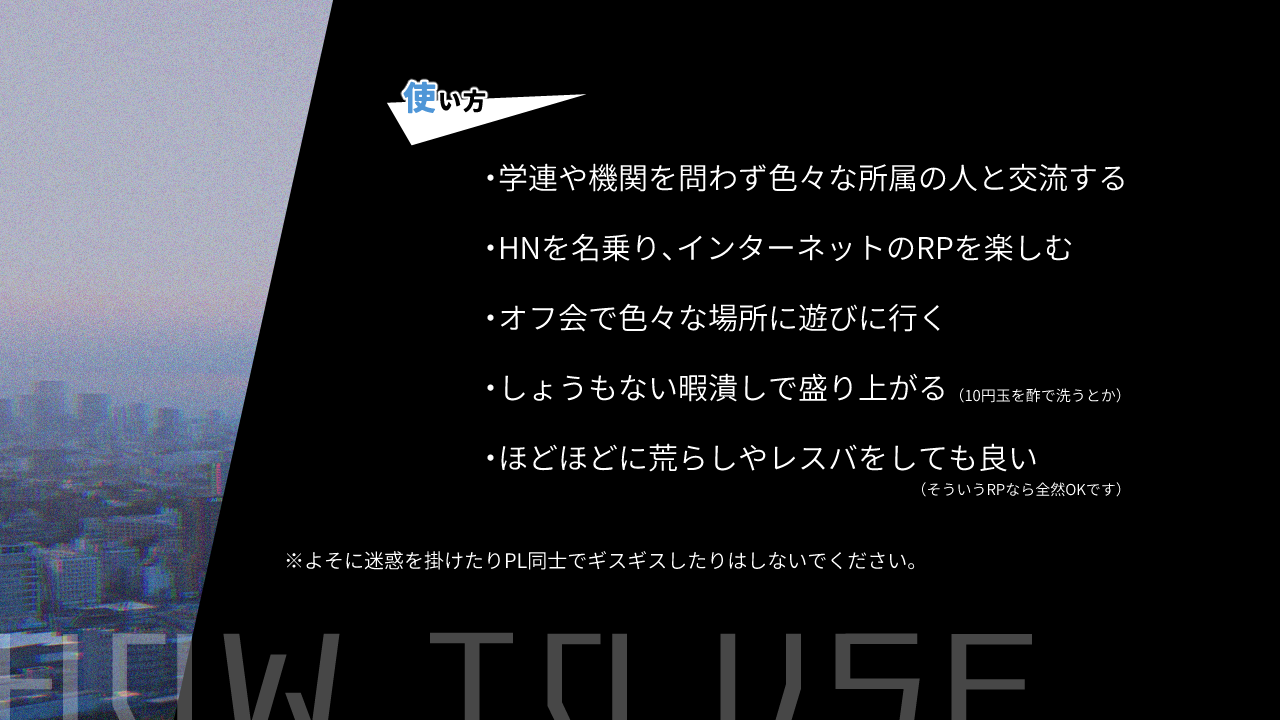 使い方
・学連や機関を問わず色々な所属の人と交流する
・HNを名乗り、インターネットのRPを楽しむ
・オフ会で色々な場所に遊びに行く
・しょうもない暇潰しで盛り上がる（10円玉を酢で洗うとか）
・ほどほどに荒らしやレスバをしても良い
（そういうRPなら全然OKです）
※よそに迷惑を掛けたりPL同士でギスギスしたりはしないでください。
HOW TO USE